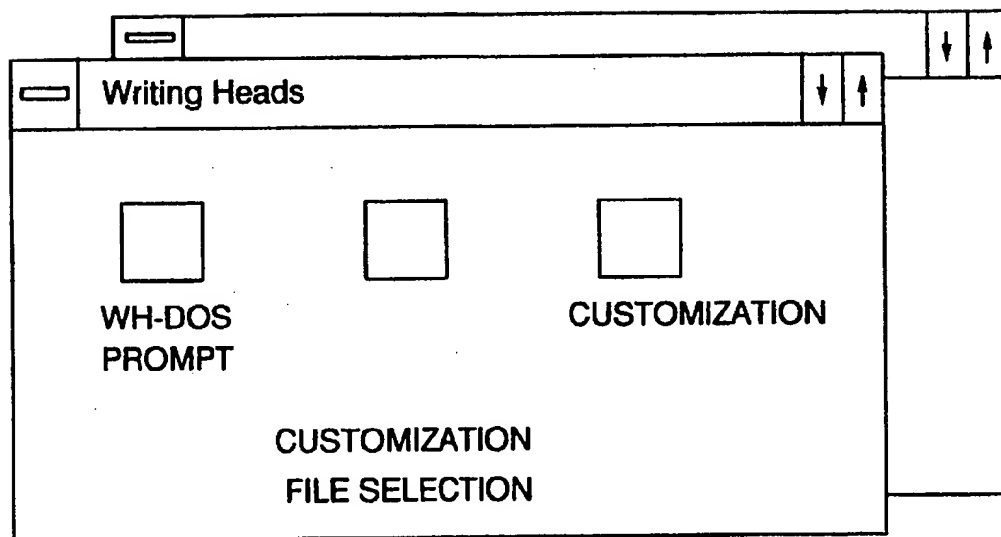 Writing Heads
WH-DOS
PROMPT
CUSTOMIZATION
CUSTOMIZATION
FILE SELECTION